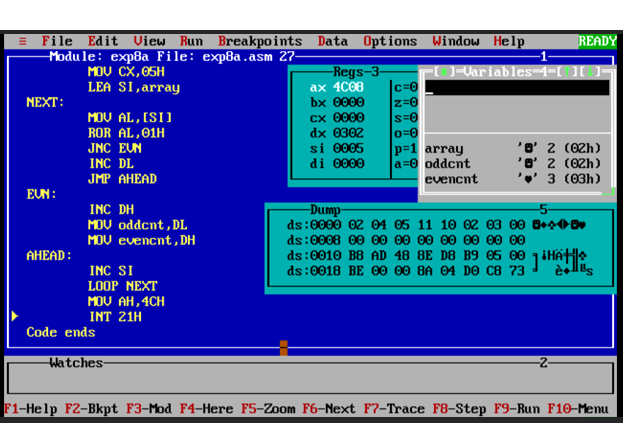 ≡ File Edit View Run Breakpoints Data Options Window Help READY
Module: exp8a File: exp8a.asm 27 1
MOV CX,05H
LEA SI,array
NEXT:
MOV AL,[SI]
ROR AL,01H
JNC EVN
INC DL
JMP AHEAD
EVN:
INC DH
MOV oddcnt,DL
MOV evencnt,DH
AHEAD:
INC SI
LOOP NEXT
MOV AH,4CH
INT 21H
Code ends
Regs 3
ax 4C08 c=0
bx 0000 z=0
cx 0000 s=0
dx 0302 o=0
si 0005 p=1
di 0000 a=0
Variables 4
array '☻' 2 (02h)
oddcnt '☻' 2 (02h)
evencnt '♥' 3 (03h)
Dump 5
ds:0000 02 04 05 11 10 02 03 00 ☻♦♣◄►☻♥
ds:0008 00 00 00 00 00 00 00 00
ds:0010 B8 AD 48 8E D8 B9 05 00 ╕¡HÄ╪╣♣
ds:0018 BE 00 00 8A 04 D0 C8 73 ╛ è♦╨╚s
Watches 2
F1-Help F2-Bkpt F3-Mod F4-Here F5-Zoom F6-Next F7-Trace F8-Step F9-Run F10-Menu